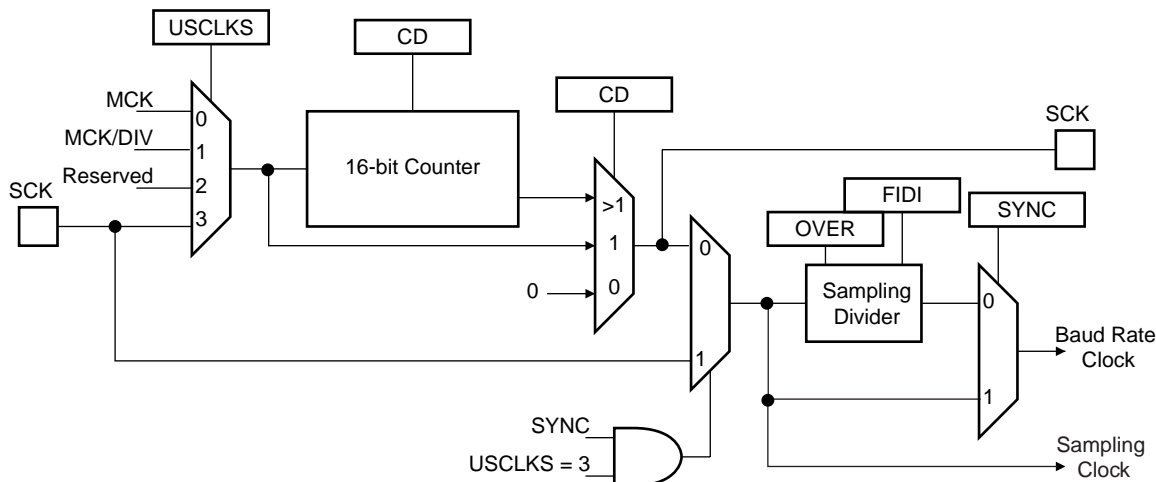 USCLKS
CD
CD
MCK
0
MCK/DIV
1
Reserved
2
SCK
3
16-bit Counter
>1
1
0
0
SCK
FIDI
OVER
SYNC
0
1
Sampling
Divider
0
1
Baud Rate
Clock
SYNC
USCLKS = 3
Sampling
Clock